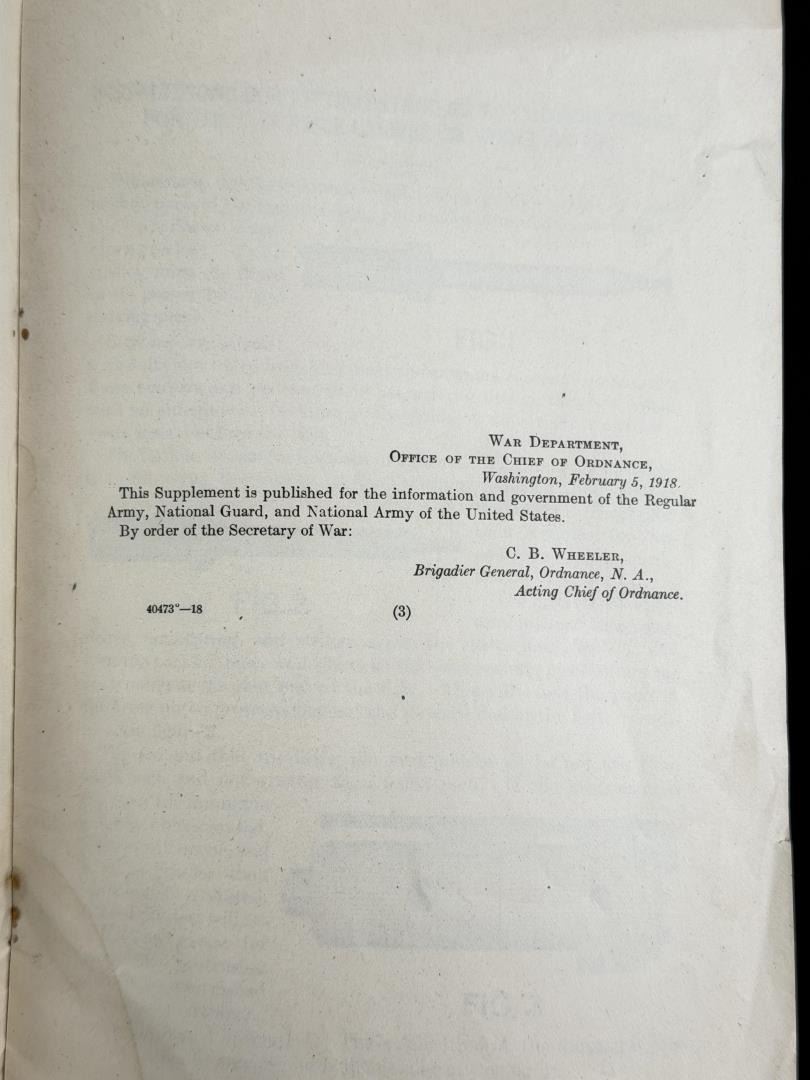 WAR DEPARTMENT,
OFFICE OF THE CHIEF OF ORDNANCE,
Washington, February 5, 1918.
This Supplement is published for the information and government of the Regular
Army, National Guard, and National Army of the United States.
By order of the Secretary of War:
C. B. WHEELER,
Brigadier General, Ordnance, N. A.,
Acting Chief of Ordnance.
40473°—18
(3)